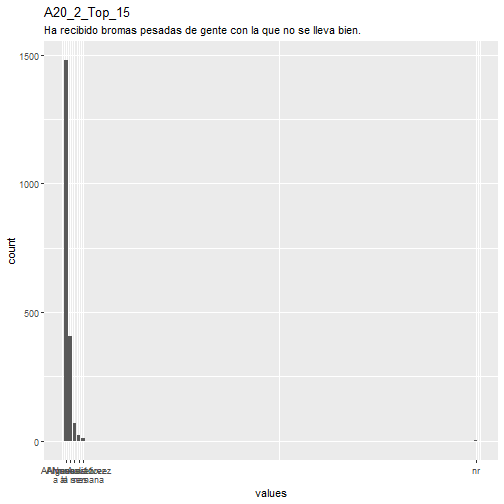 A20_2_Top_15
Ha recibido bromas pesadas de gente con la que no se lleva bien.
1500
1000
500
0
count
nr
values